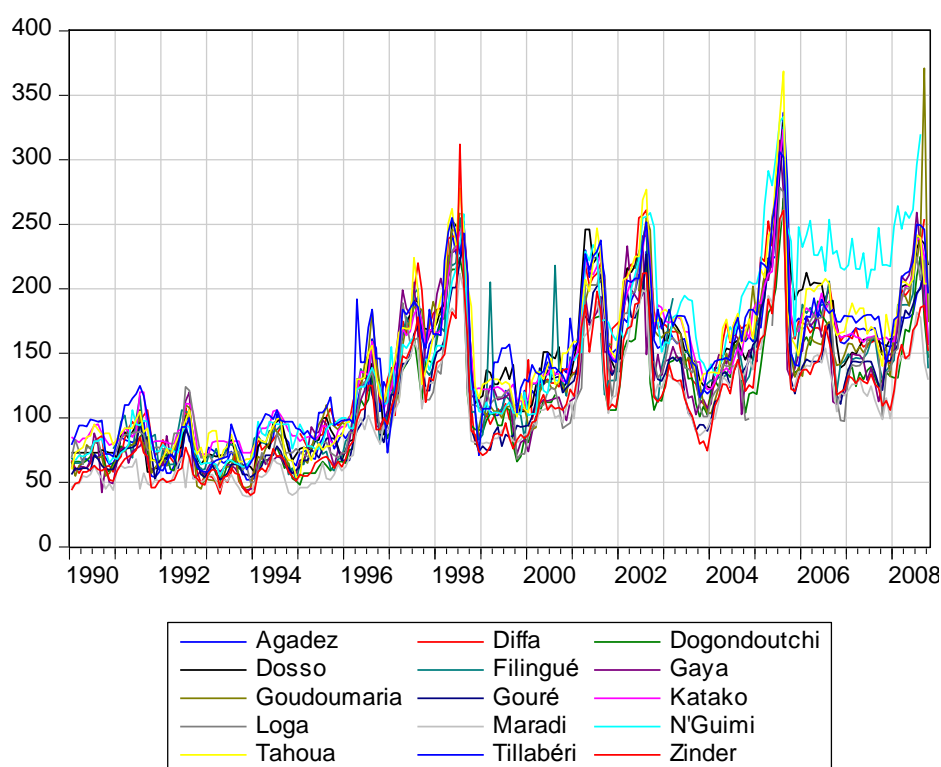 400
350
300
250
200
150
100
50
0
1990 1992 1994 1996 1998 2000 2002 2004 2006 2008
Agadez Diffa Dogondoutchi
Dosso Filingué Gaya
Goudoumaria Gouré Katako
Loga Maradi N'Guimi
Tahoua Tillabéri Zinder